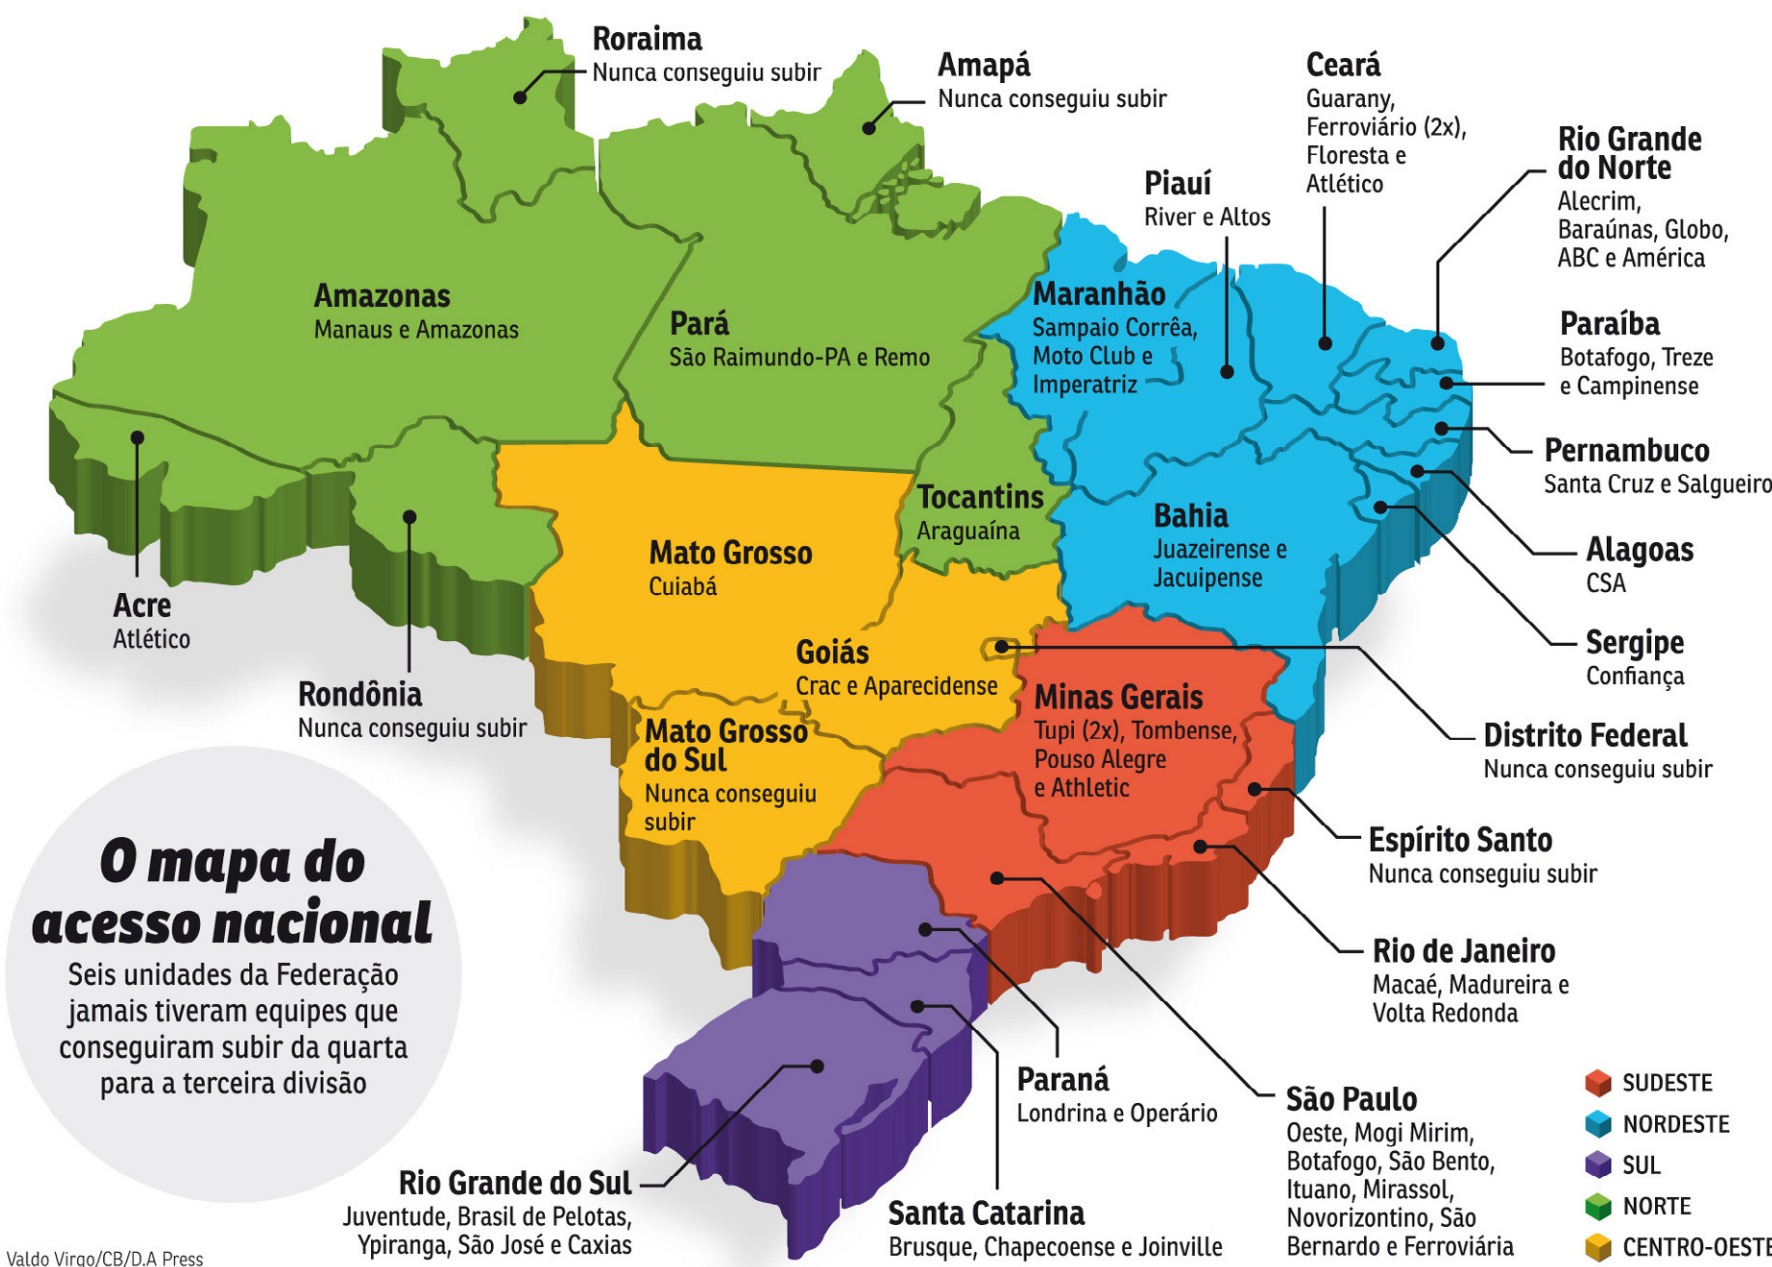 Roraima
Nunca conseguiu subir
Amapá
Nunca conseguiu subir
Ceará
Guarany,
Ferroviário (2x),
Floresta e
Atlético
Rio Grande
do Norte
Alecrim,
Baraúnas, Globo,
ABC e América
Piauí
River e Altos
Amazonas
Manaus e Amazonas
Pará
São Raimundo-PA e Remo
Maranhão
Sampaio Corrêa,
Moto Club e
Imperatriz
Paraíba
Botafogo, Treze
e Campinense
Pernambuco
Santa Cruz e Salgueiro
Tocantins
Araguaína
Bahia
Juazeirense e
Jacuipense
Alagoas
CSA
Mato Grosso
Cuiabá
Acre
Atlético
Sergipe
Confiança
Goiás
Crac e Aparecidense
Rondônia
Nunca conseguiu subir
Minas Gerais
Tupi (2x), Tombense,
Pouso Alegre
e Athletic
Mato Grosso
do Sul
Nunca conseguiu
subir
Distrito Federal
Nunca conseguiu subir
Espírito Santo
Nunca conseguiu subir
O mapa do
acesso nacional
Seis unidades da Federação
jamais tiveram equipes que
conseguiram subir da quarta
para a terceira divisão
Rio de Janeiro
Macaé, Madureira e
Volta Redonda
Paraná
Londrina e Operário
São Paulo
Oeste, Mogi Mirim,
Botafogo, São Bento,
Ituano, Mirassol,
Novorizontino, São
Bernardo e Ferroviária
Rio Grande do Sul
Juventude, Brasil de Pelotas,
Ypiranga, São José e Caxias
Santa Catarina
Brusque, Chapecoense e Joinville
SUDESTE
NORDESTE
SUL
NORTE
CENTRO-OESTE
Valdo Virgo/CB/D.A Press